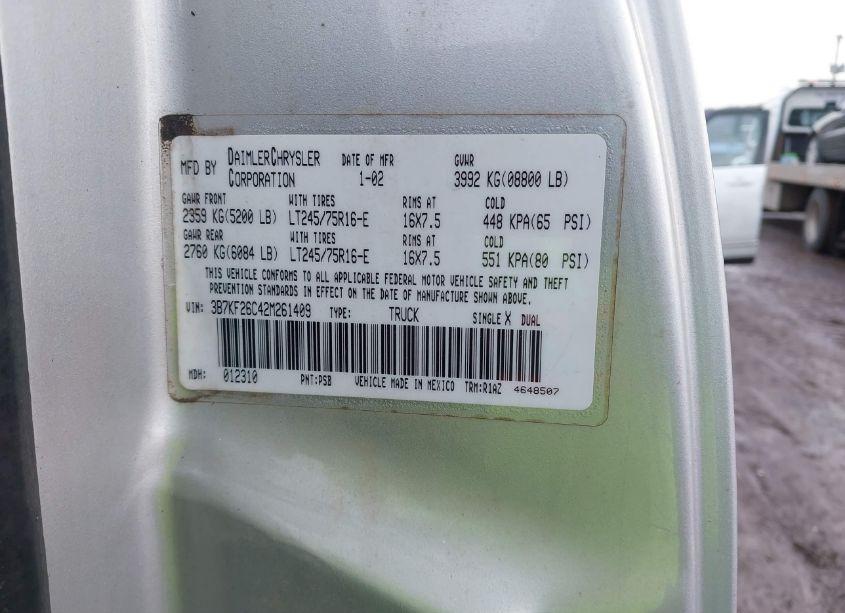 MFD BY DAIMLERCHRYSLER CORPORATION DATE OF MFR 1-02 GVWR 3992 KG(08800 LB)
GAWR FRONT WITH TIRES RIMS AT COLD
2359 KG(5200 LB) LT245/75R16-E 16X7.5 448 KPA(65 PSI)
GAWR REAR WITH TIRES RIMS AT COLD
2760 KG(6084 LB) LT245/75R16-E 16X7.5 551 KPA(80 PSI)
THIS VEHICLE CONFORMS TO ALL APPLICABLE FEDERAL MOTOR VEHICLE SAFETY AND THEFT
PREVENTION STANDARDS IN EFFECT ON THE DATE OF MANUFACTURE SHOWN ABOVE.
VIN: 3B7KF26C42M261409 TYPE: TRUCK SINGLE X DUAL
MDH: 012310 PNT:PSB VEHICLE MADE IN MEXICO TRM:R1AZ 4648507